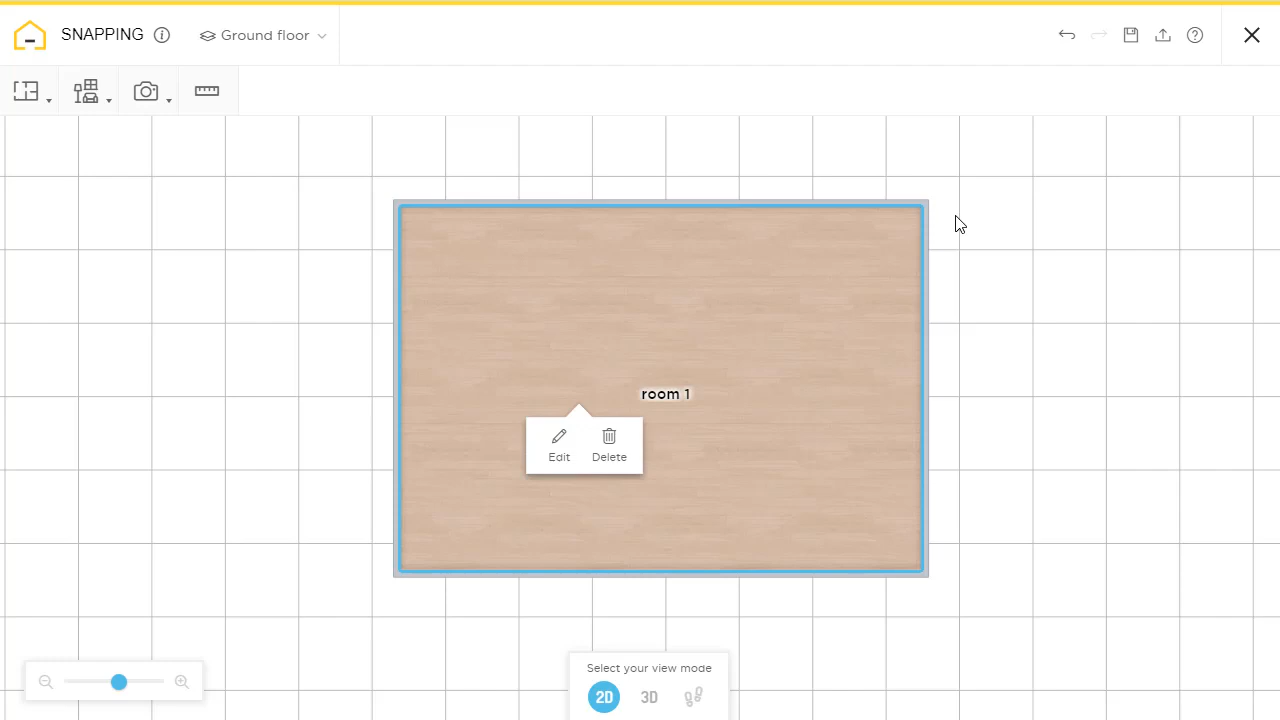 SNAPPING
Ground floor
room 1
Edit
Delete
Select your view mode
2D
3D